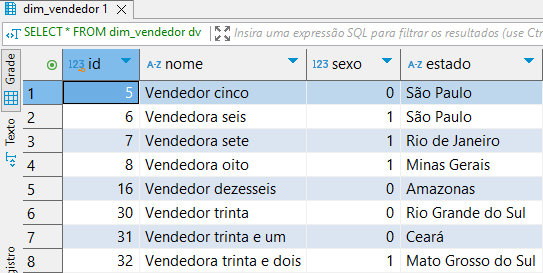 dim_vendedor 1
SELECT * FROM dim_vendedor dv Insira uma expressão SQL para filtrar os resultados (use Ctr
Grade
Texto
gistro
123 id A-Z nome 123 sexo A-Z estado
1 5 Vendedor cinco 0 São Paulo
2 6 Vendedora seis 1 São Paulo
3 7 Vendedora sete 1 Rio de Janeiro
4 8 Vendedora oito 1 Minas Gerais
5 16 Vendedor dezesseis 0 Amazonas
6 30 Vendedor trinta 0 Rio Grande do Sul
7 31 Vendedor trinta e um 0 Ceará
8 32 Vendedora trinta e dois 1 Mato Grosso do Sul